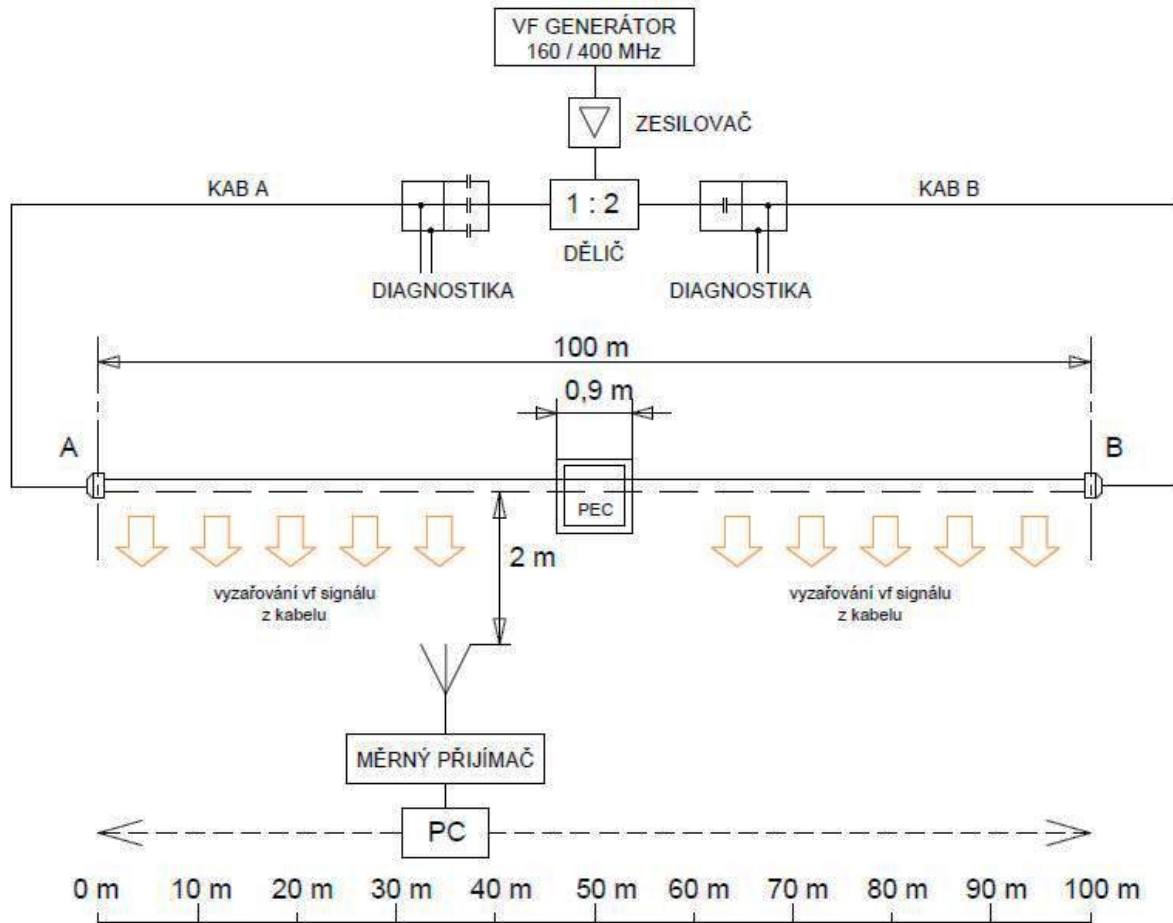 VF GENERÁTOR
160 / 400 MHz
ZESILOVAČ
KAB A
1 : 2
KAB B
DĚLIČ
DIAGNOSTIKA
DIAGNOSTIKA
100 m
0,9 m
A
B
PEC
2 m
vyzařování vf signálu
z kabelu
vyzařování vf signálu
z kabelu
MĚRNÝ PŘIJÍMAČ
PC
0 m 10 m 20 m 30 m 40 m 50 m 60 m 70 m 80 m 90 m 100 m